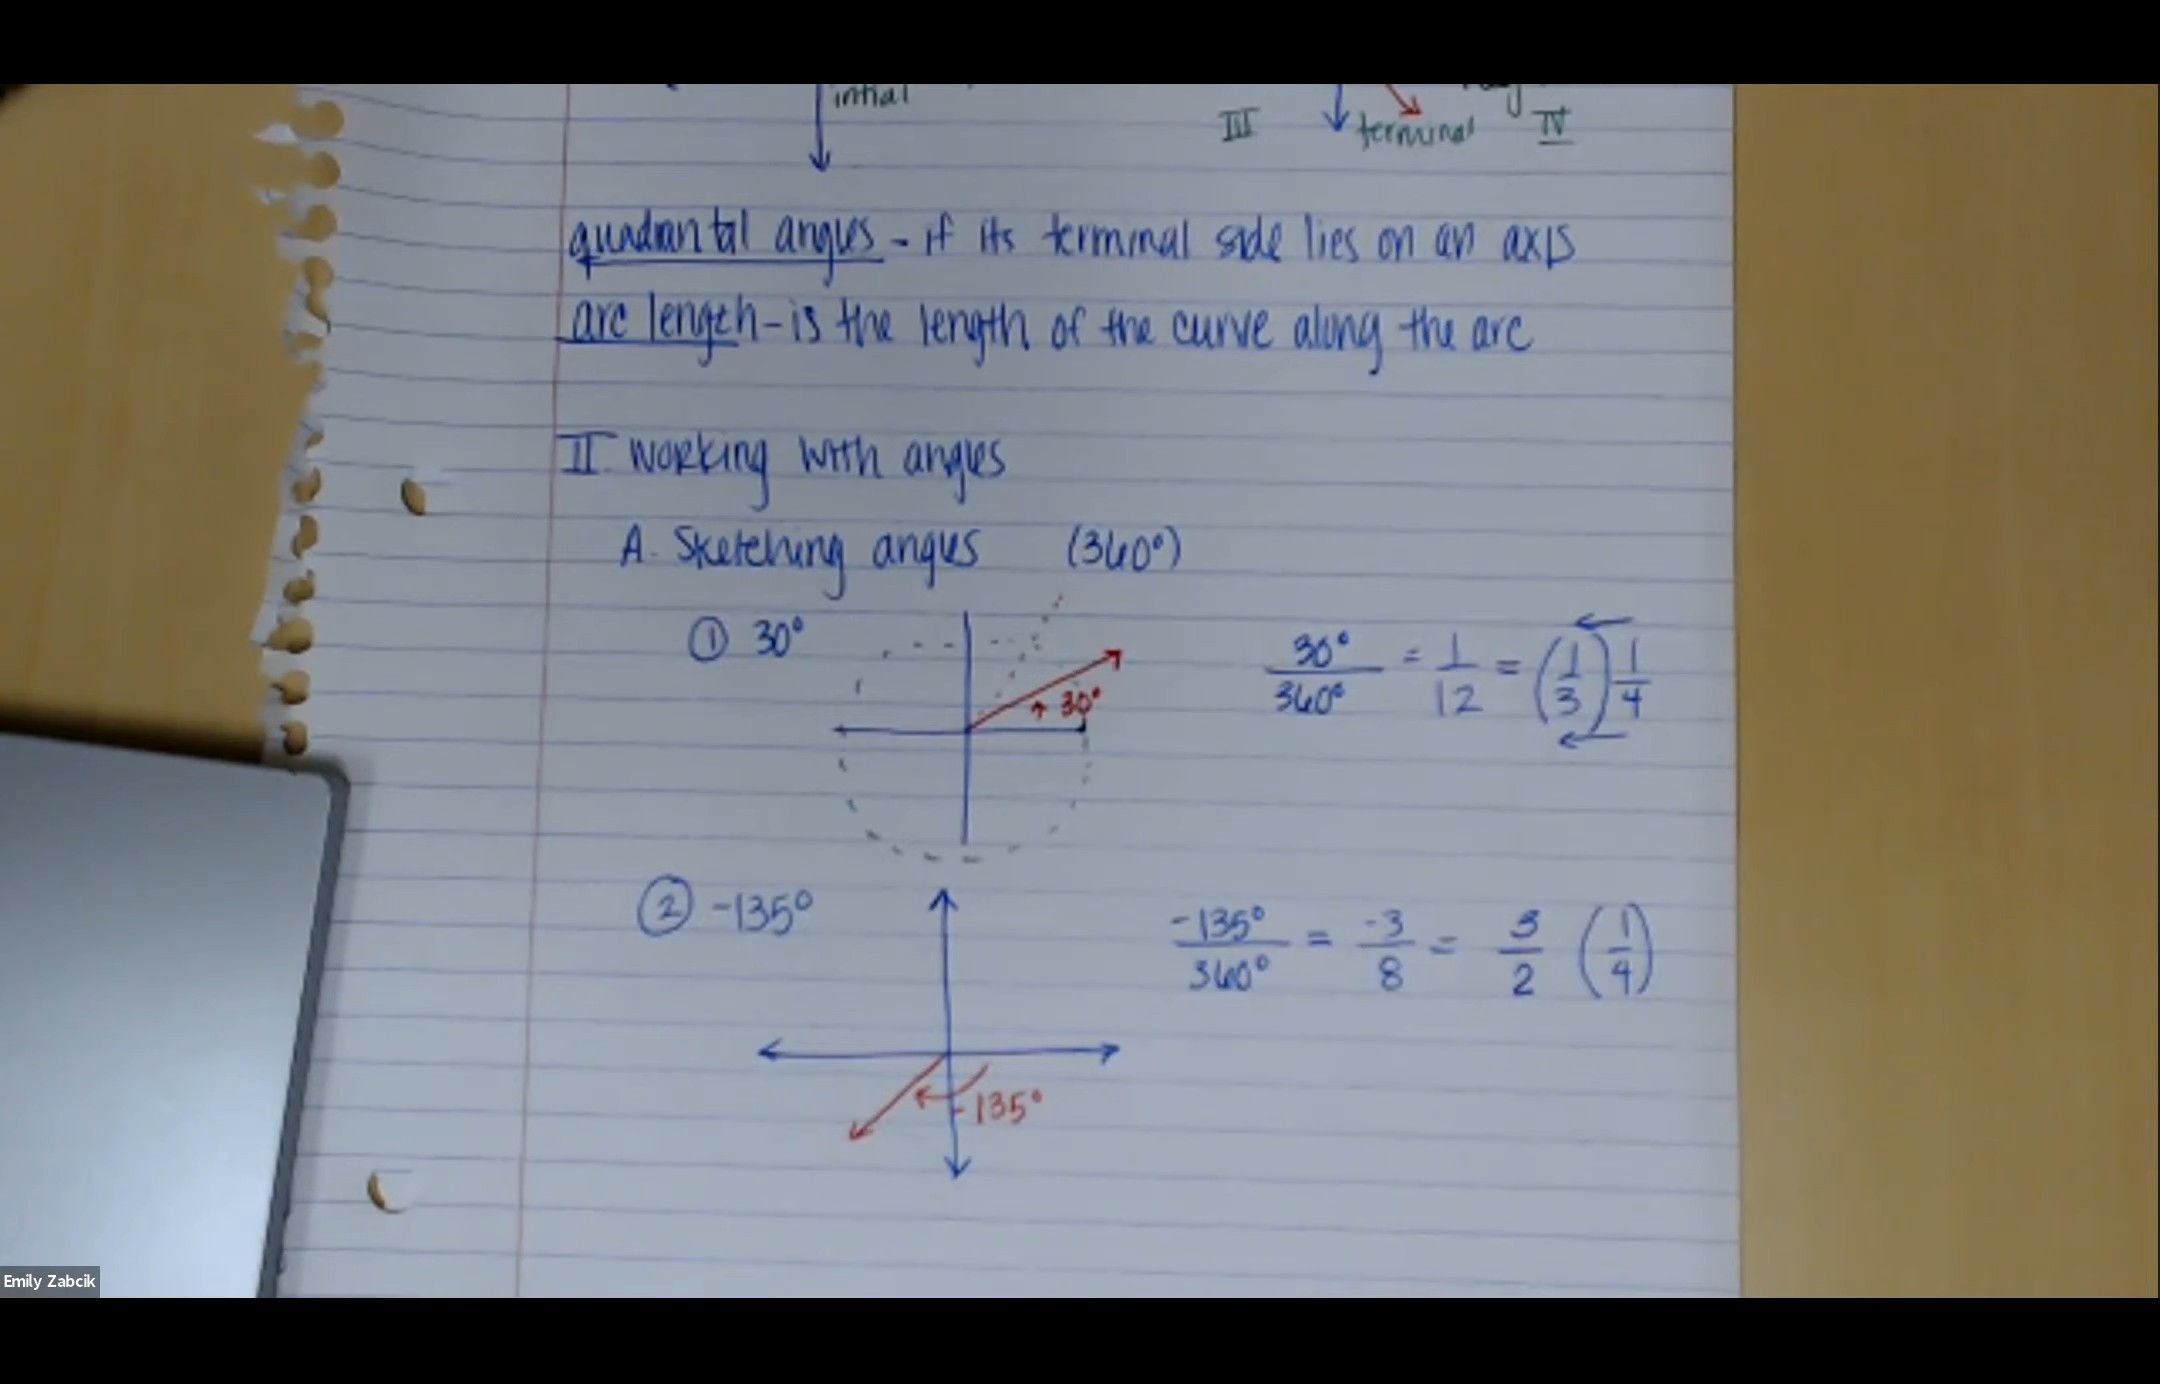 intial
III
terminal
IV
quadrantal angles - if its terminal side lies on an axis
arc length - is the length of the curve along the arc
II. Working with angles
A. Sketching angles (360°)
① 30°
30°
30°/360° = 1/12 = (1/3) 1/4
② -135°
-135°
-135°/360° = -3/8 = 3/2 (1/4)
Emily Zabcik